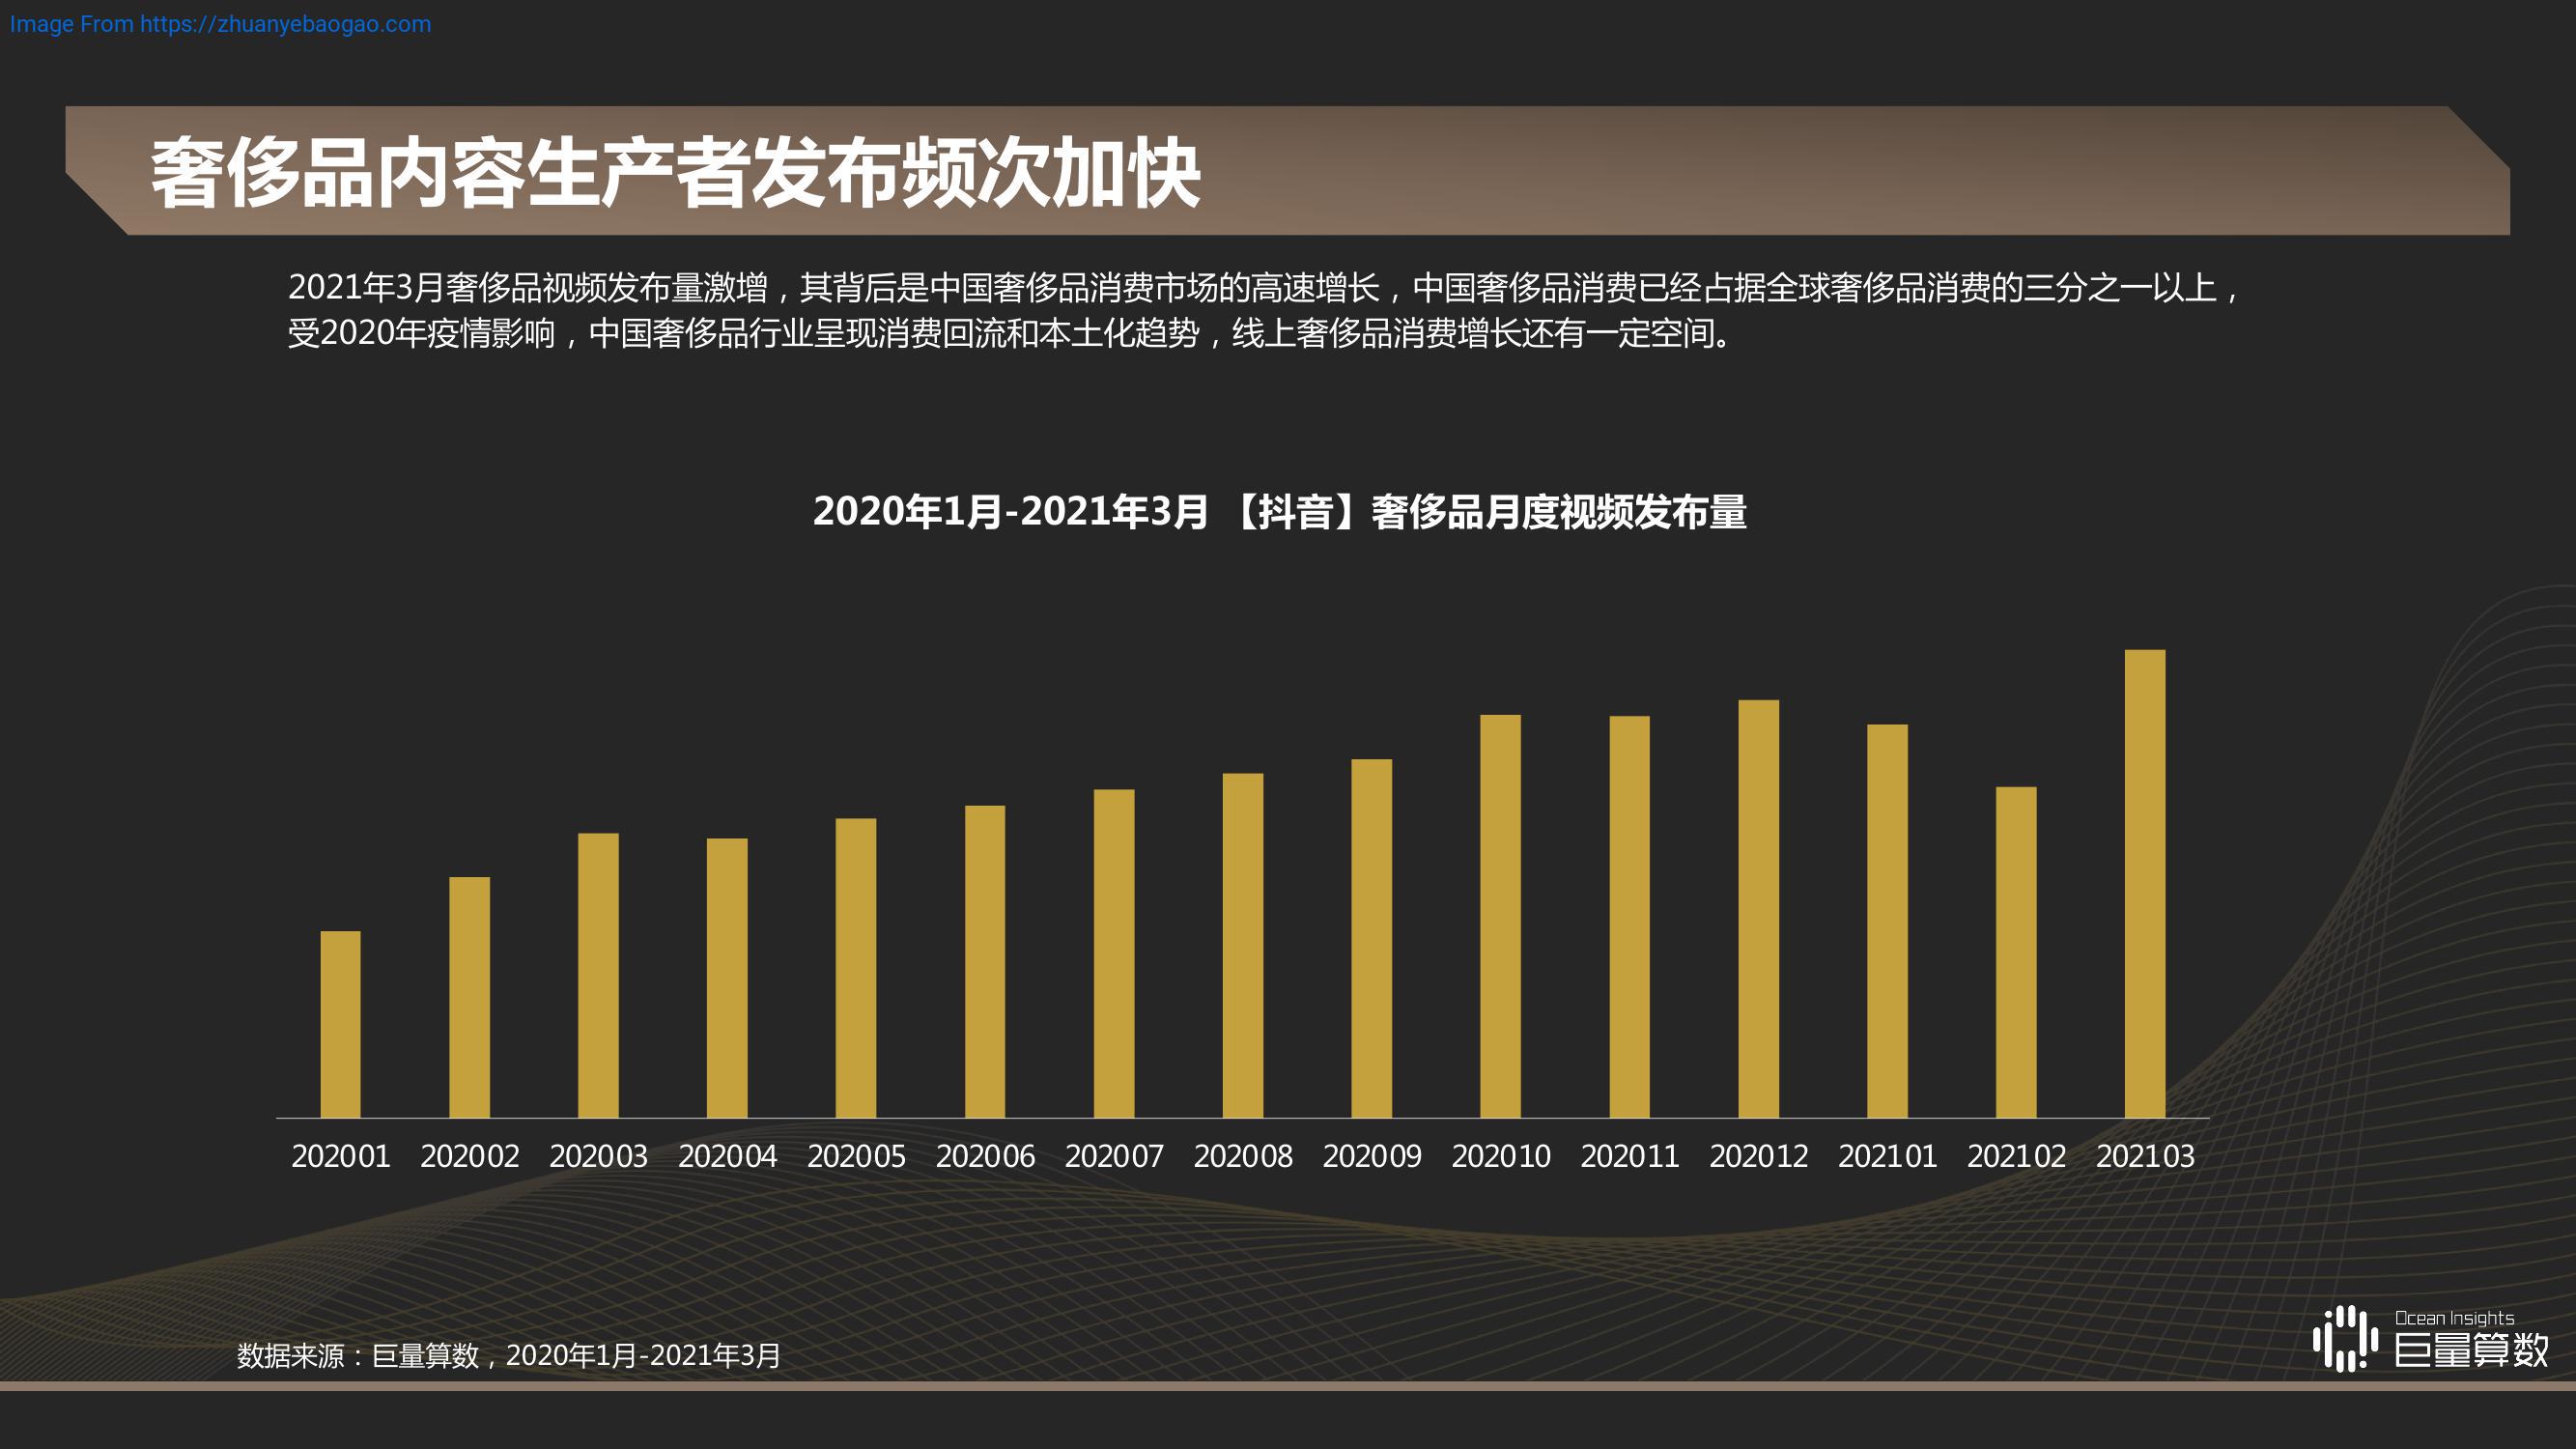 Image From https://zhuanyebaogao.com
奢侈品内容生产者发布频次加快
2021年3月奢侈品视频发布量激增，其背后是中国奢侈品消费市场的高速增长，中国奢侈品消费已经占据全球奢侈品消费的三分之一以上，
受2020年疫情影响，中国奢侈品行业呈现消费回流和本土化趋势，线上奢侈品消费增长还有一定空间。
2020年1月-2021年3月 【抖音】奢侈品月度视频发布量
202001 202002 202003 202004 202005 202006 202007 202008 202009 202010 202011 202012 202101 202102 202103
数据来源：巨量算数，2020年1月-2021年3月
Ocean Insights
巨量算数